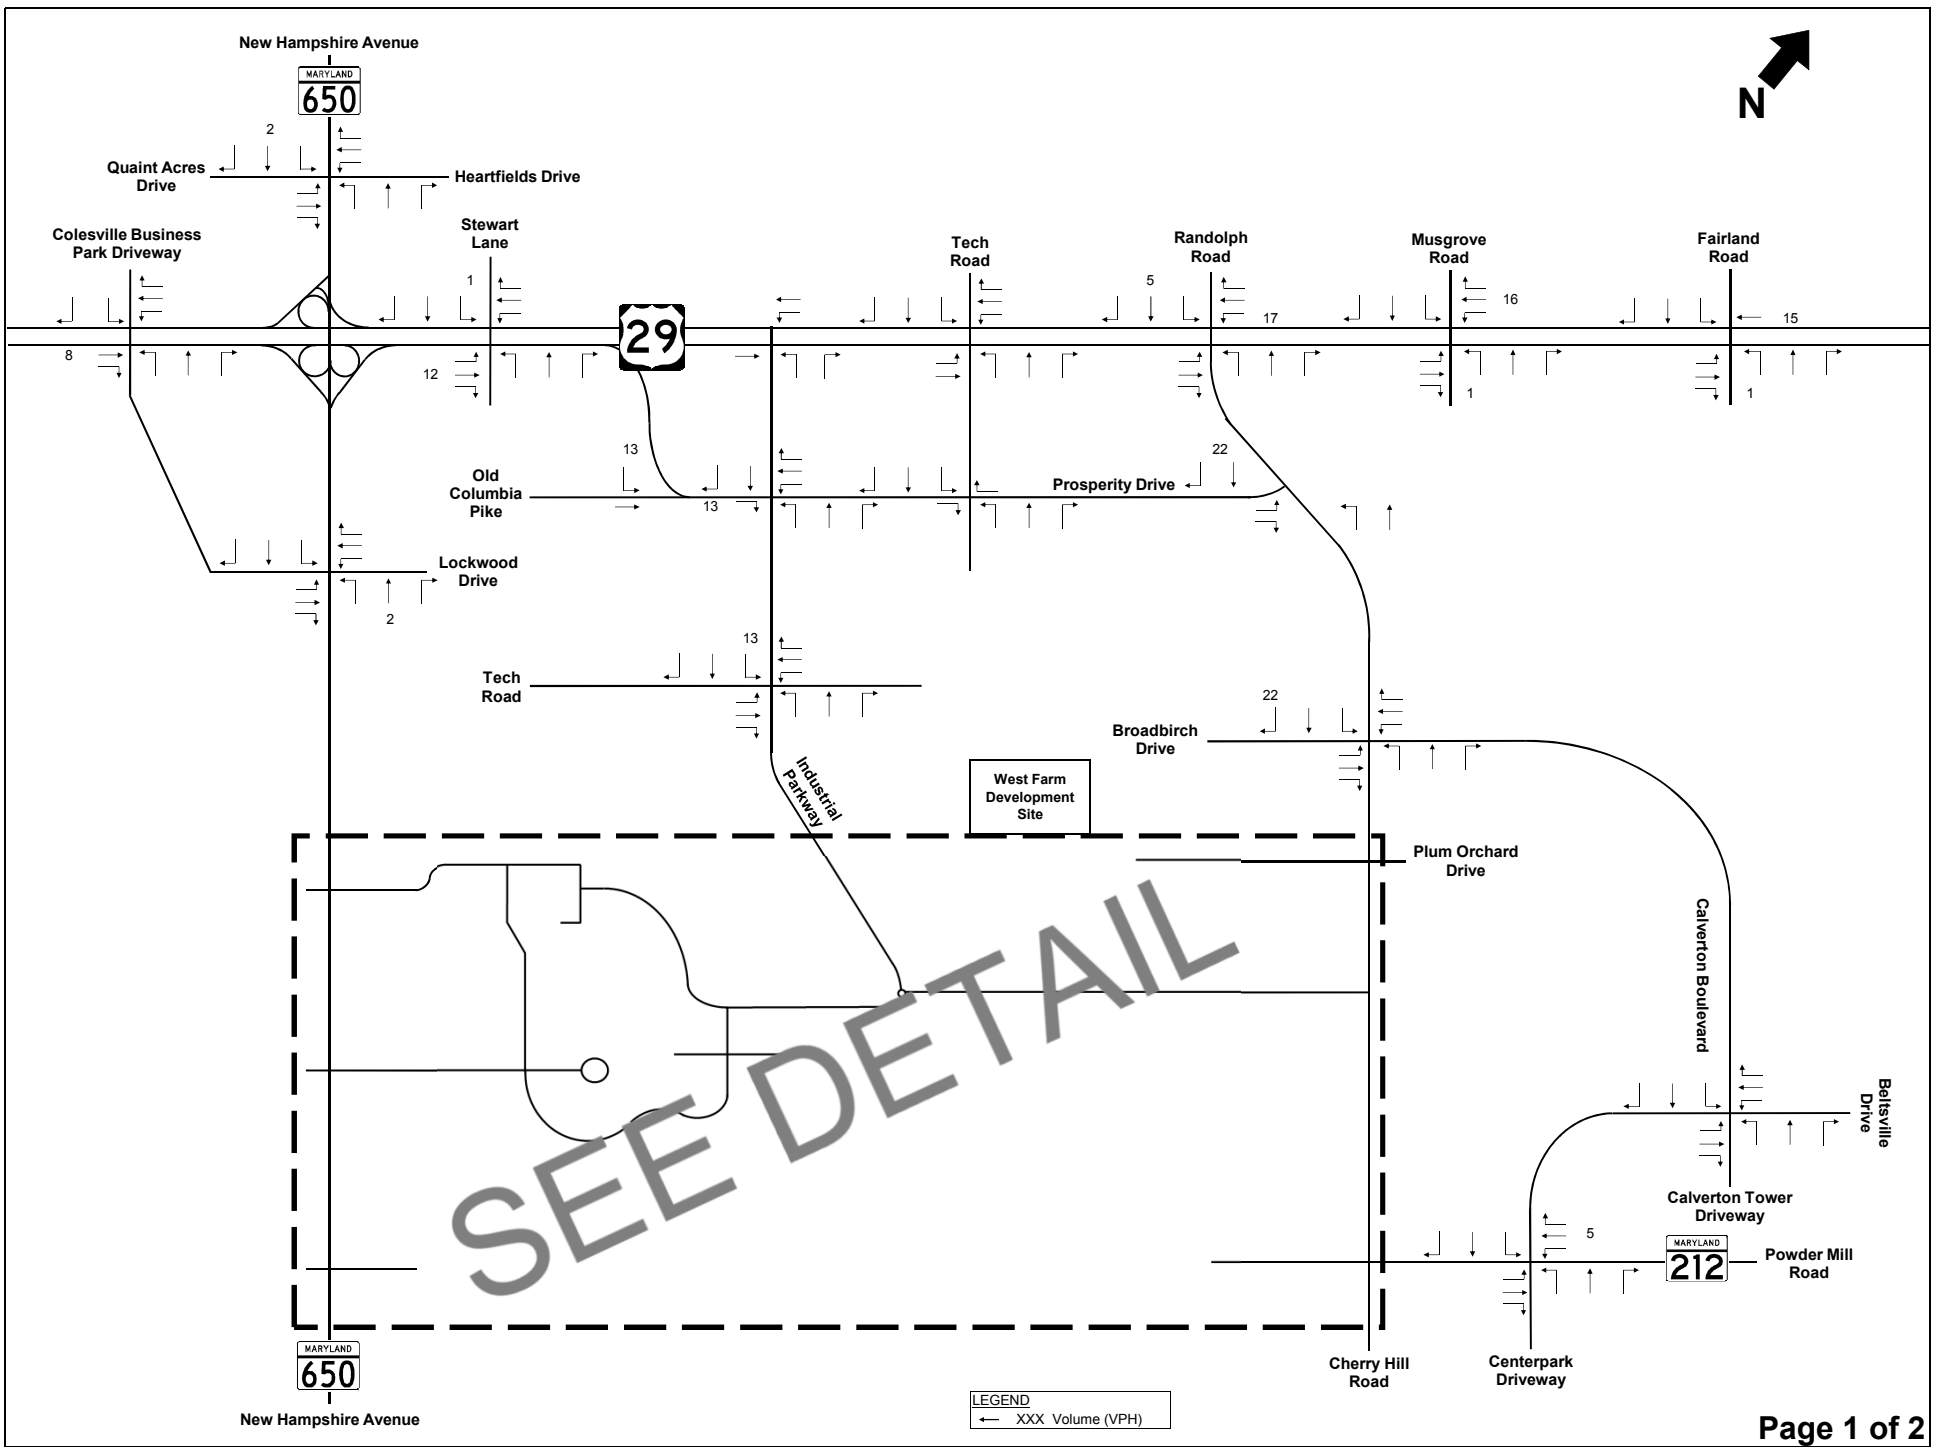 New Hampshire Avenue
MARYLAND
650
N
2
Quaint Acres
Drive
Heartfields Drive
Colesville Business
Park Driveway
Stewart
Lane
Tech
Road
Randolph
Road
Musgrove
Road
Fairland
Road
1
5
16
29
17
15
8
12
1
1
13
22
Old
Columbia
Pike
13
Prosperity Drive
Lockwood
Drive
2
13
Tech
Road
22
Broadbirch
Drive
Industrial
Parkway
West Farm
Development
Site
Plum Orchard
Drive
Calverton Boulevard
SEE DETAIL
Beltsville
Drive
Calverton Tower
Driveway
5
MARYLAND
212
Powder Mill
Road
MARYLAND
650
New Hampshire Avenue
Cherry Hill
Road
Centerpark
Driveway
LEGEND
XXX Volume (VPH)
Page 1 of 2